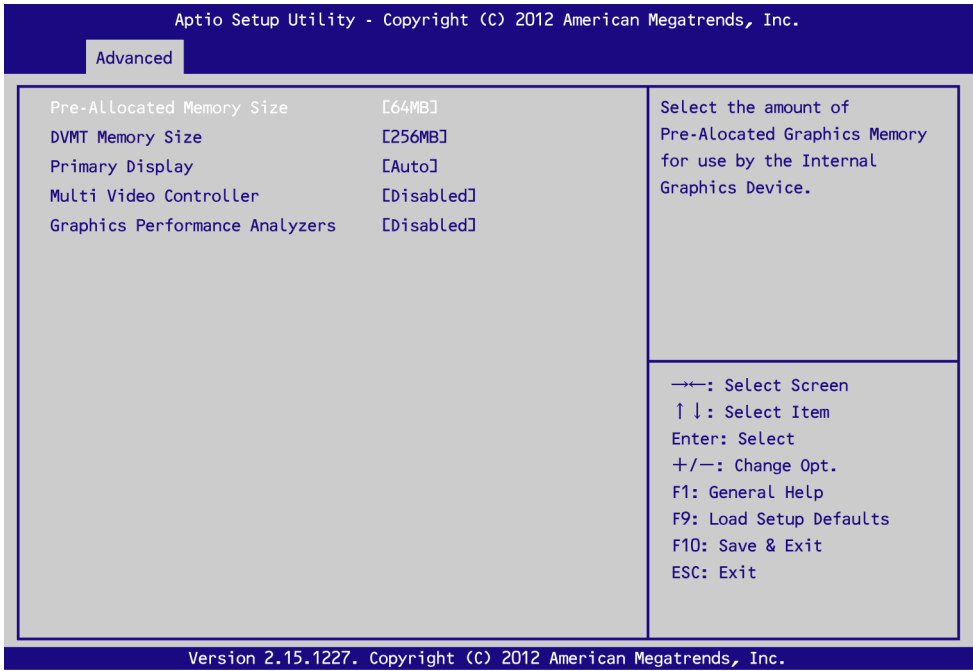 Aptio Setup Utility - Copyright (C) 2012 American Megatrends, Inc.
Advanced
Pre-Allocated Memory Size [64MB]
DVMT Memory Size [256MB]
Primary Display [Auto]
Multi Video Controller [Disabled]
Graphics Performance Analyzers [Disabled]
Select the amount of
Pre-Alocated Graphics Memory
for use by the Internal
Graphics Device.
→←: Select Screen
↑↓: Select Item
Enter: Select
+/−: Change Opt.
F1: General Help
F9: Load Setup Defaults
F10: Save & Exit
ESC: Exit
Version 2.15.1227. Copyright (C) 2012 American Megatrends, Inc.